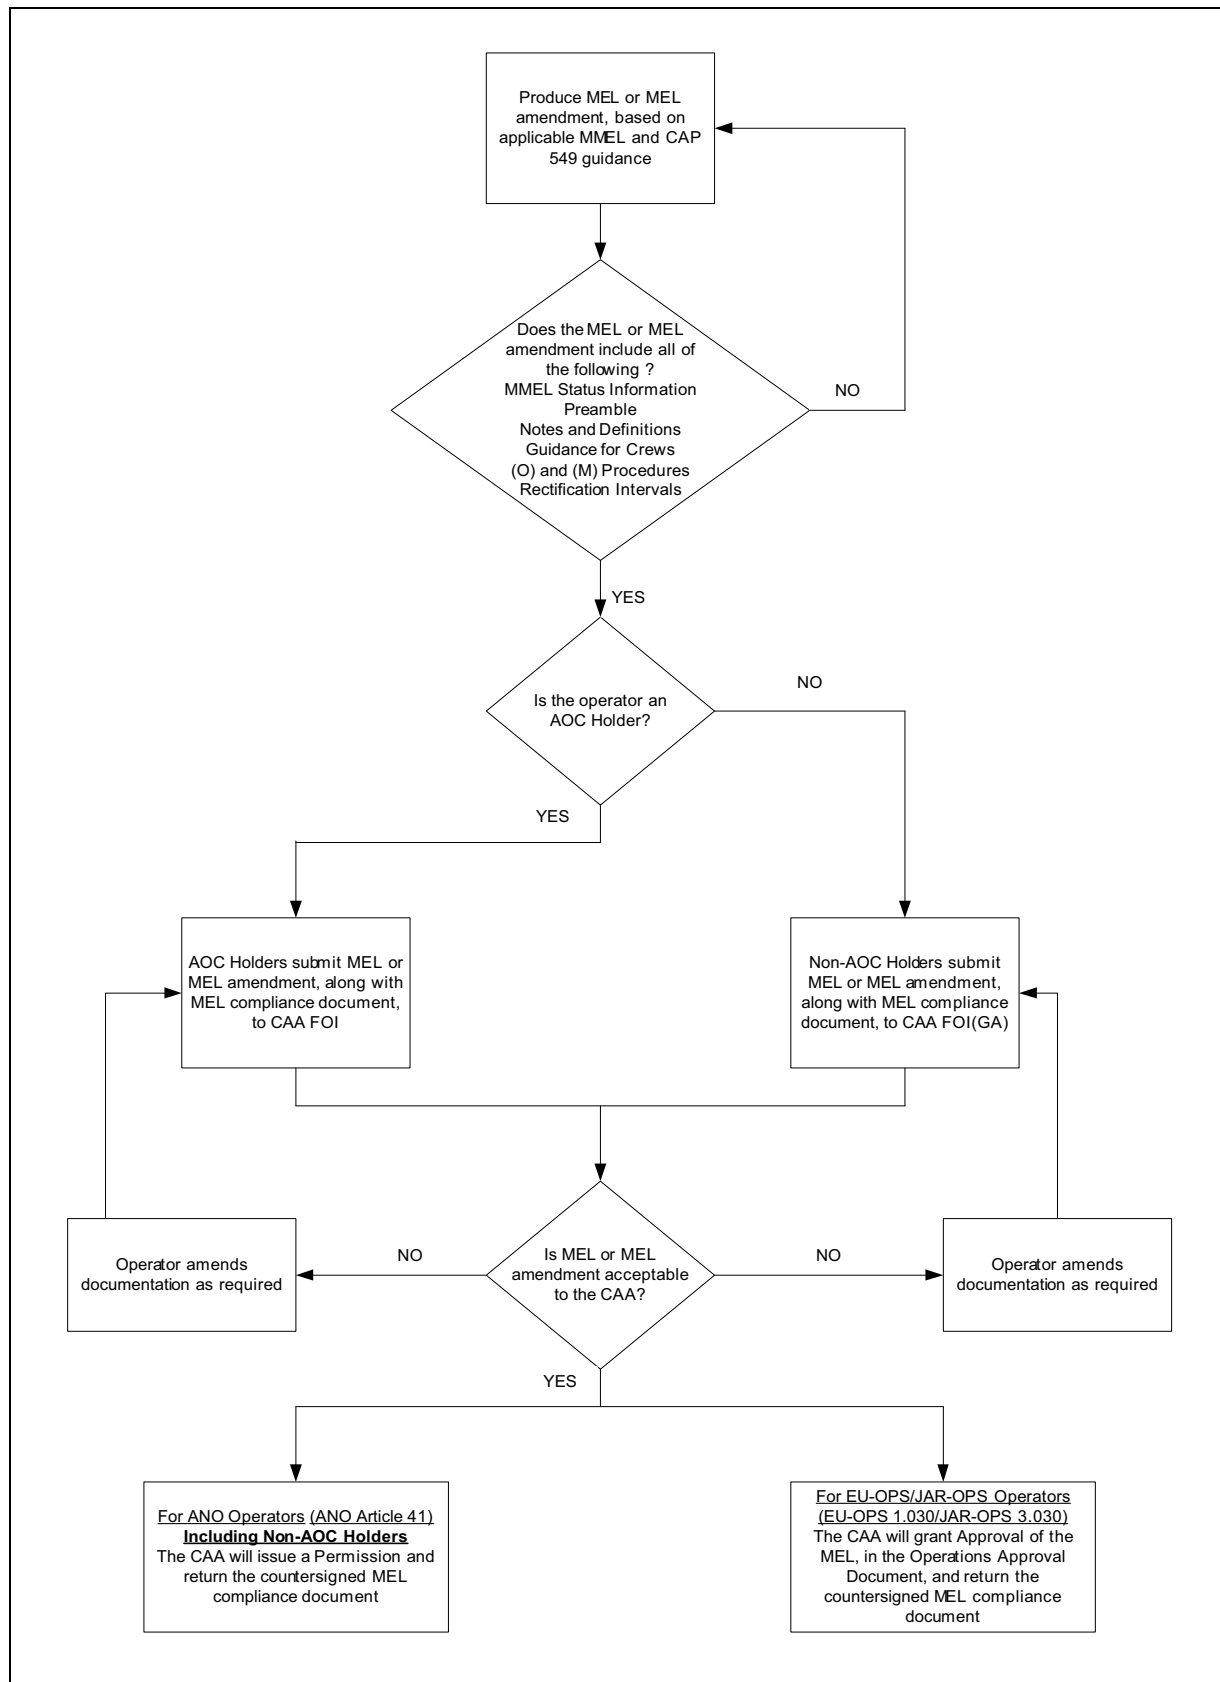 Produce MEL or MEL
amendment, based on
applicable MMEL and CAP
549 guidance
Does the MEL or MEL
amendment include all of
the following ?
MMEL Status Information
Preamble
Notes and Definitions
Guidance for Crews
(O) and (M) Procedures
Rectification Intervals
NO
YES
Is the operator an
AOC Holder?
NO
YES
AOC Holders submit MEL or
MEL amendment, along with
MEL compliance document,
to CAA FOI
Non-AOC Holders submit
MEL or MEL amendment,
along with MEL compliance
document, to CAA FOI(GA)
Operator amends
documentation as required
NO
Is MEL or MEL
amendment acceptable
to the CAA?
NO
Operator amends
documentation as required
YES
For ANO Operators (ANO Article 41)
Including Non-AOC Holders
The CAA will issue a Permission and
return the countersigned MEL
compliance document
For EU-OPS/JAR-OPS Operators
(EU-OPS 1.030/JAR-OPS 3.030)
The CAA will grant Approval of the
MEL, in the Operations Approval
Document, and return the
countersigned MEL compliance
document